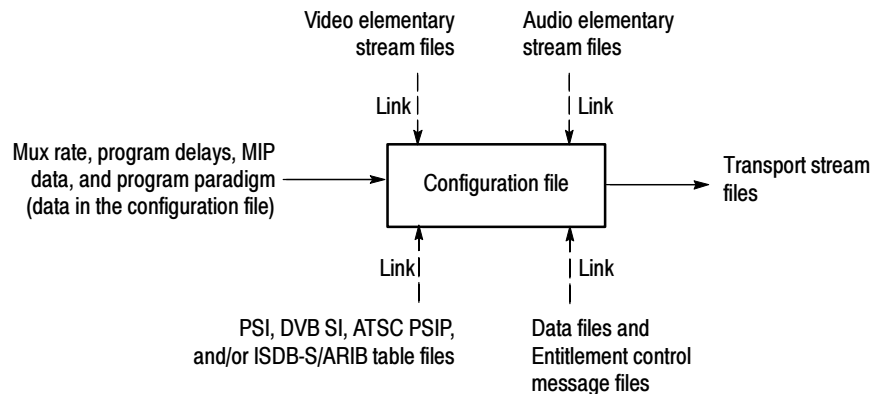 Video elementary
stream files
Audio elementary
stream files
Link
Link
Mux rate, program delays, MIP
data, and program paradigm
(data in the configuration file)
Configuration file
Transport stream
files
Link
Link
PSI, DVB SI, ATSC PSIP,
and/or ISDB-S/ARIB table files
Data files and
Entitlement control
message files